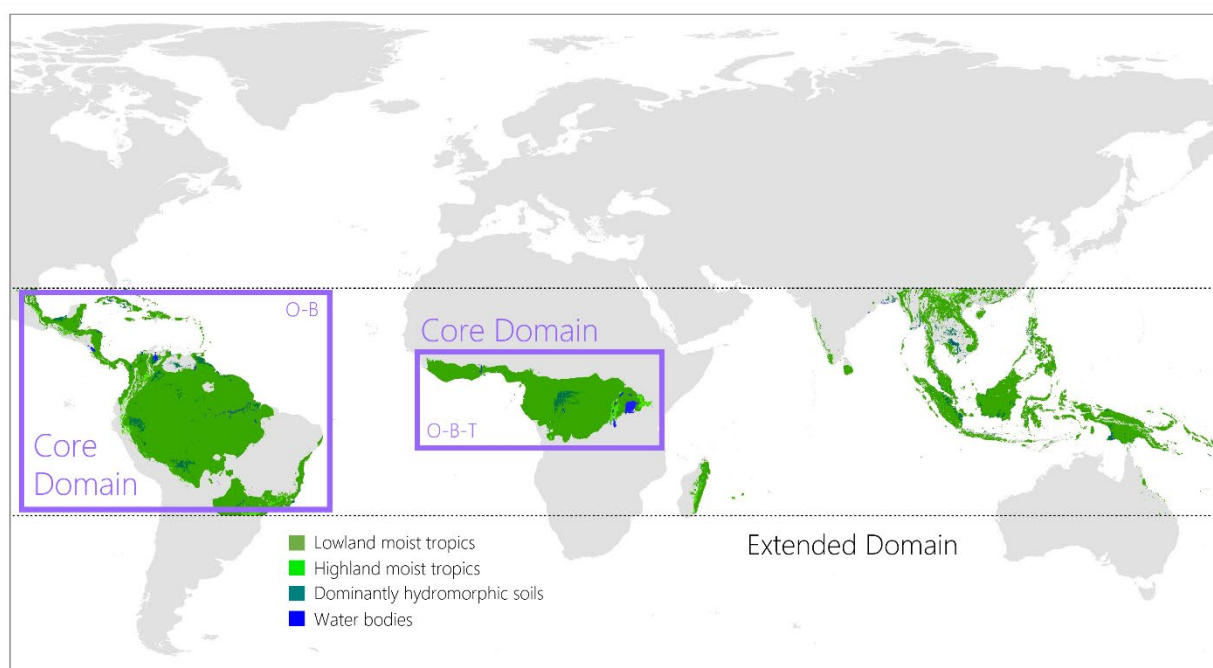 O-B
Core Domain
O-B-T
Core
Domain
Lowland moist tropics
Highland moist tropics
Dominantly hydromorphic soils
Water bodies
Extended Domain